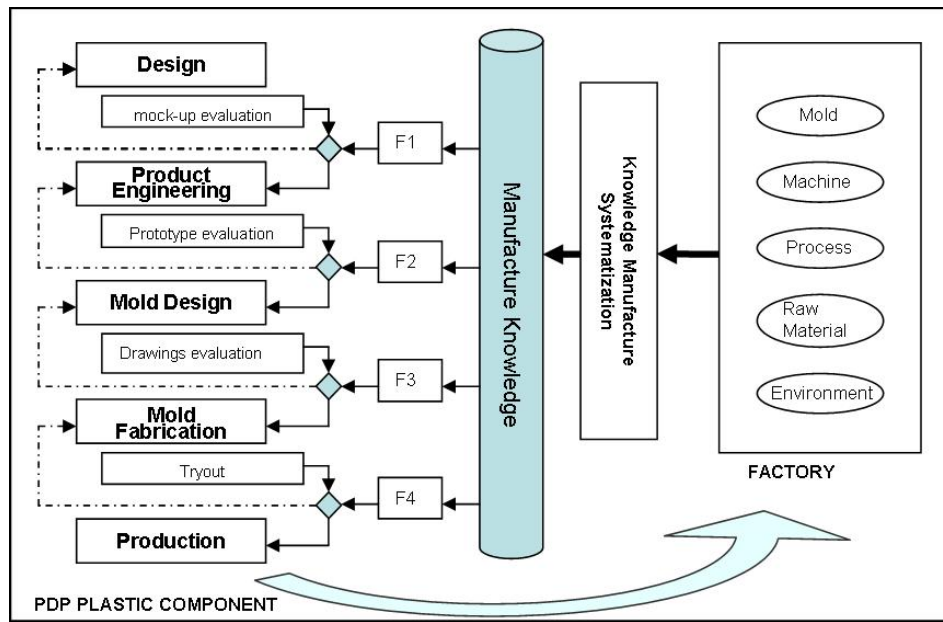 Design
mock-up evaluation
F1
Product
Engineering
Prototype evaluation
F2
Mold Design
Drawings evaluation
F3
Mold
Fabrication
Tryout
F4
Production
PDP PLASTIC COMPONENT
Manufacture Knowledge
Knowledge Manufacture
Systematization
Mold
Machine
Process
Raw
Material
Environment
FACTORY